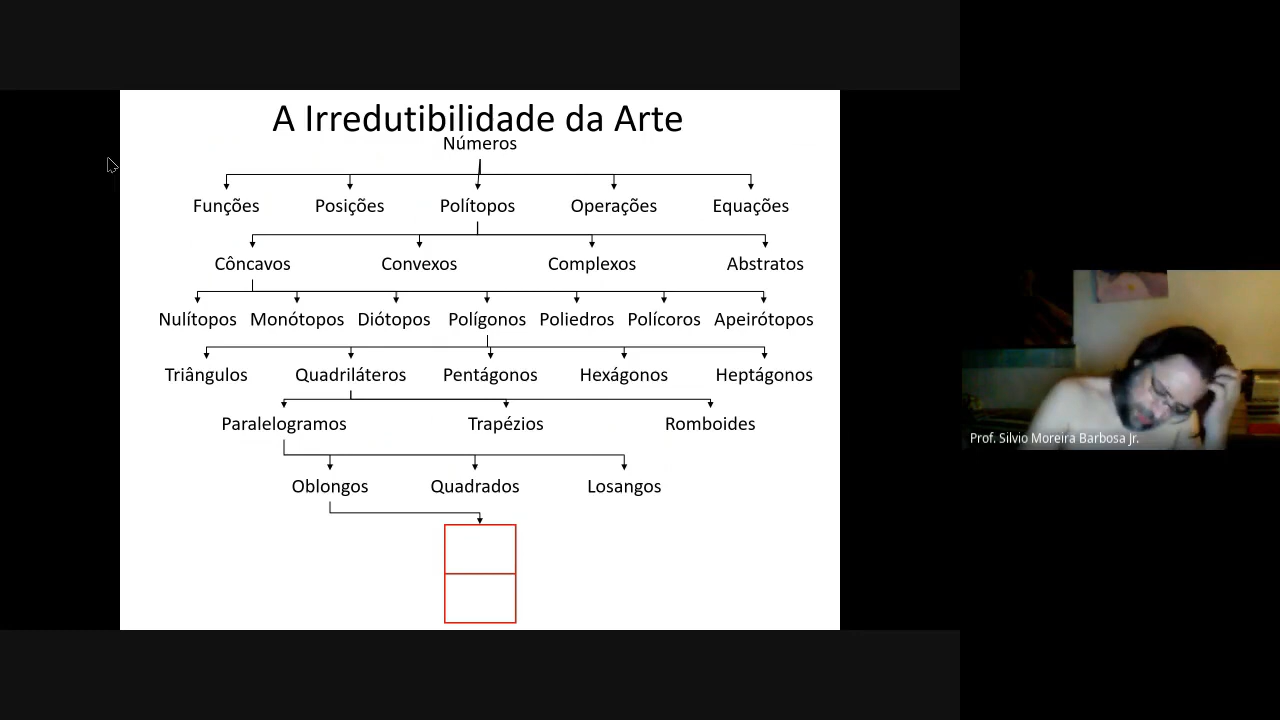 A Irredutibilidade da Arte
Números
Funções Posições Polítopos Operações Equações
Côncavos Convexos Complexos Abstratos
Nulítopos Monótopos Diótopos Polígonos Poliedros Polícoros Apeirótopos
Triângulos Quadriláteros Pentágonos Hexágonos Heptágonos
Paralelogramos Trapézios Romboides
Oblongos Quadrados Losangos
Prof. Silvio Moreira Barbosa Jr.